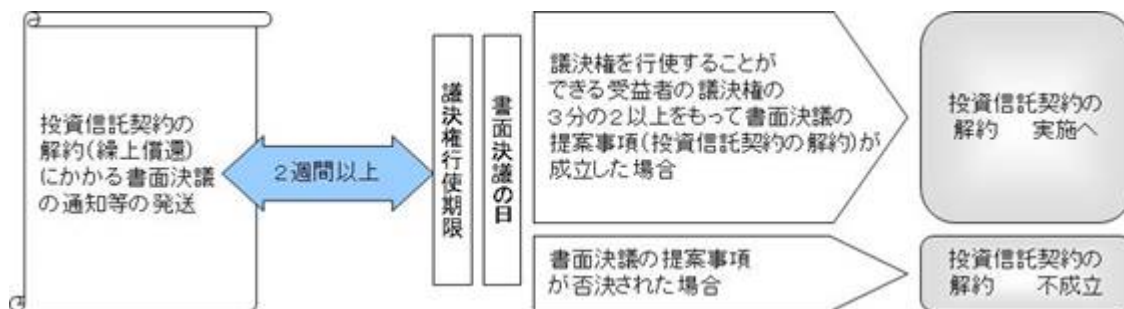 投資信託契約の
解約(繰上償還)
にかかる書面決議
の通知等の発送
2週間以上
議決権行使期限
書面決議の日
議決権を行使することが
できる受益者の議決権の
3分の2以上をもって書面決議の
提案事項(投資信託契約の解約)が
成立した場合
投資信託契約の
解約　実施へ
書面決議の提案事項
が否決された場合
投資信託契約の
解約　不成立